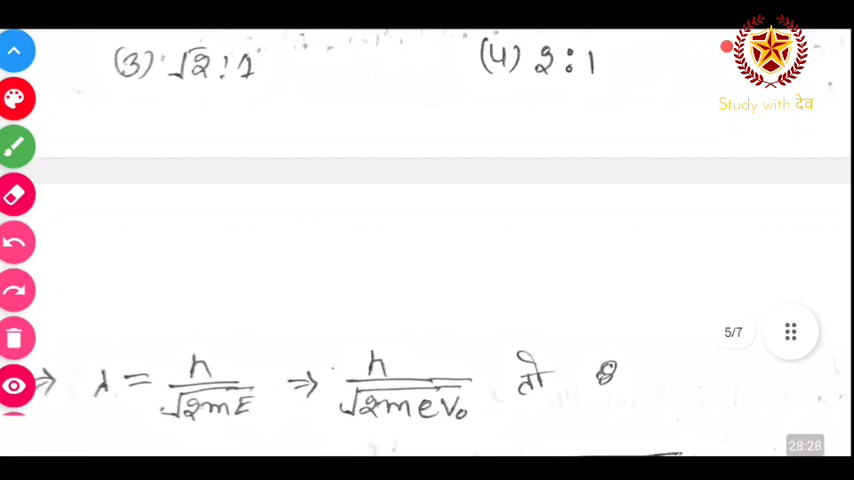 (3) √2 : 1 (4) 2 : 1
Study with देव
5/7
⇒ λ = h/√2mE ⇒ h/√2meV₀ तो
28:28